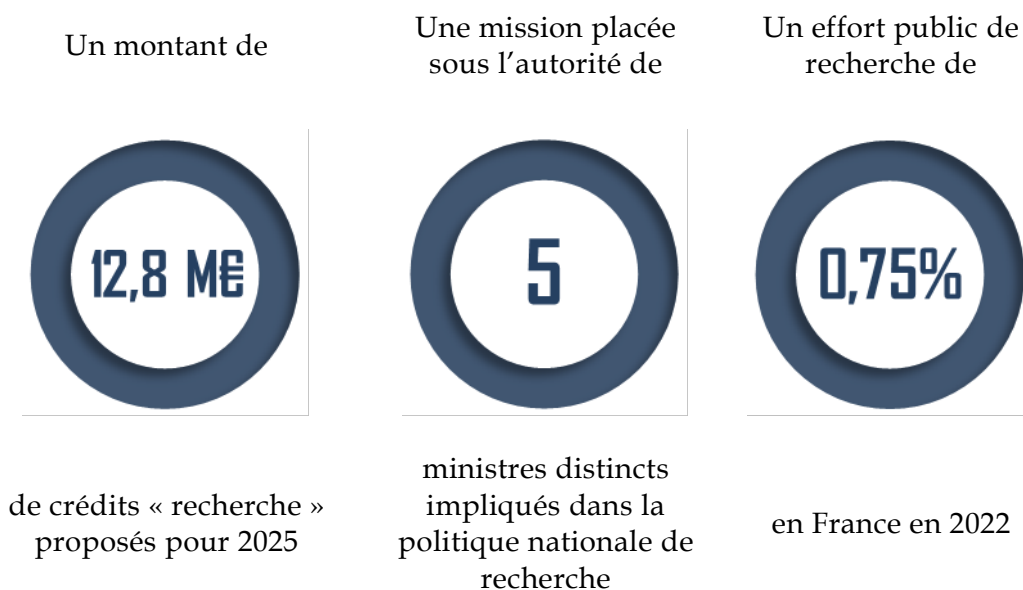 Un montant de
12,8 M€
de crédits « recherche »
proposés pour 2025
Une mission placée
sous l’autorité de
5
ministres distincts
impliqués dans la
politique nationale de
recherche
Un effort public de
recherche de
0,75%
en France en 2022